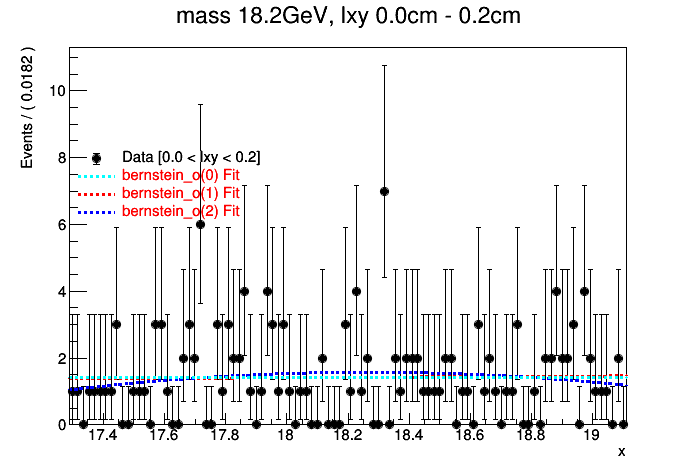 mass 18.2GeV, lxy 0.0cm - 0.2cm
Events / ( 0.0182 )
10
8
6
4
2
0
Data [0.0 < lxy < 0.2]
bernstein_o(0) Fit
bernstein_o(1) Fit
bernstein_o(2) Fit
17.4 17.6 17.8 18 18.2 18.4 18.6 18.8 19
x